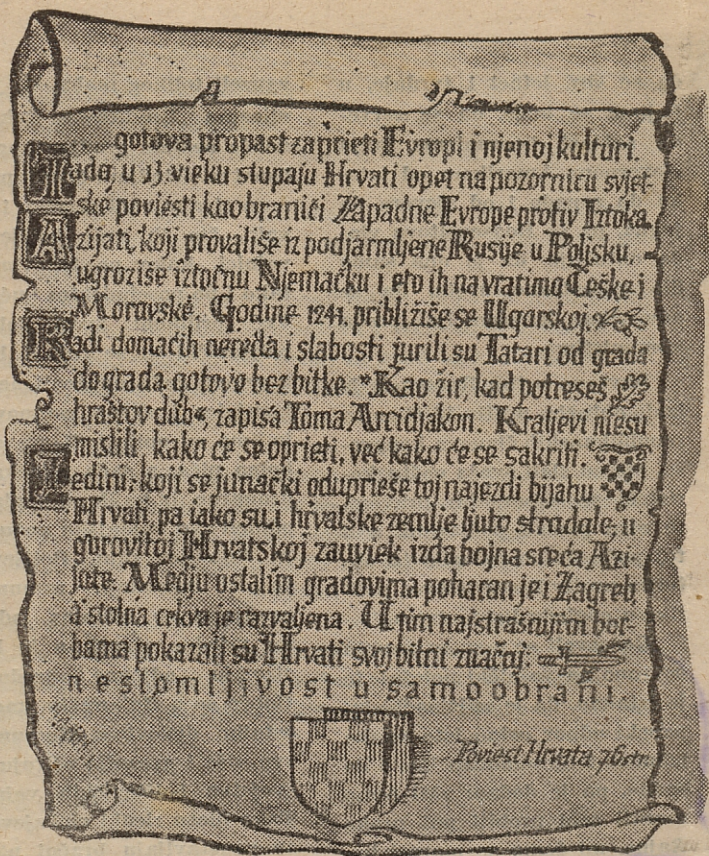 .... gotova propast zaprieti Evropi i njenoj kulturi.
Tada, u 13. vieku stupaju Hrvati opet na pozornicu svjet-
ske poviesti kao branići Zapadne Evrope protiv Iztoka.
Azijati, koji provališe iz podjarmljene Rusije u Poljsku, -
ugroziše iztočnu Njemačku i eto ih na vratima Češke i
Moravske. Godine 1241. približiše se Ugarskoj.
Radi domaćih nereda i slabosti jurili su Tatari od grada
do grada gotovo bez bitke. "Kao žir, kad potreseš
hrastov dub", zapisa Toma Arcidjakon. Kraljevi niesu
mislili, kako će se oprieti, već kako će se sakriti.
Jedini, koji se junački oduprieše toj najezdi bijahu
Hrvati, pa iako su i hrvatske zemlje ljuto stradale, u
gorovitoj Hrvatskoj zauviek izda bojna sreća Azi-
jate. Medju ostalim gradovima poharan je i Zagreb,
a stolna crkva je razvaljena. U tim najstrašnijim bor-
bama pokazali su Hrvati svoj bitni značaj:
neslomljivost u samoobrani.
Poviest Hrvata 76 str.